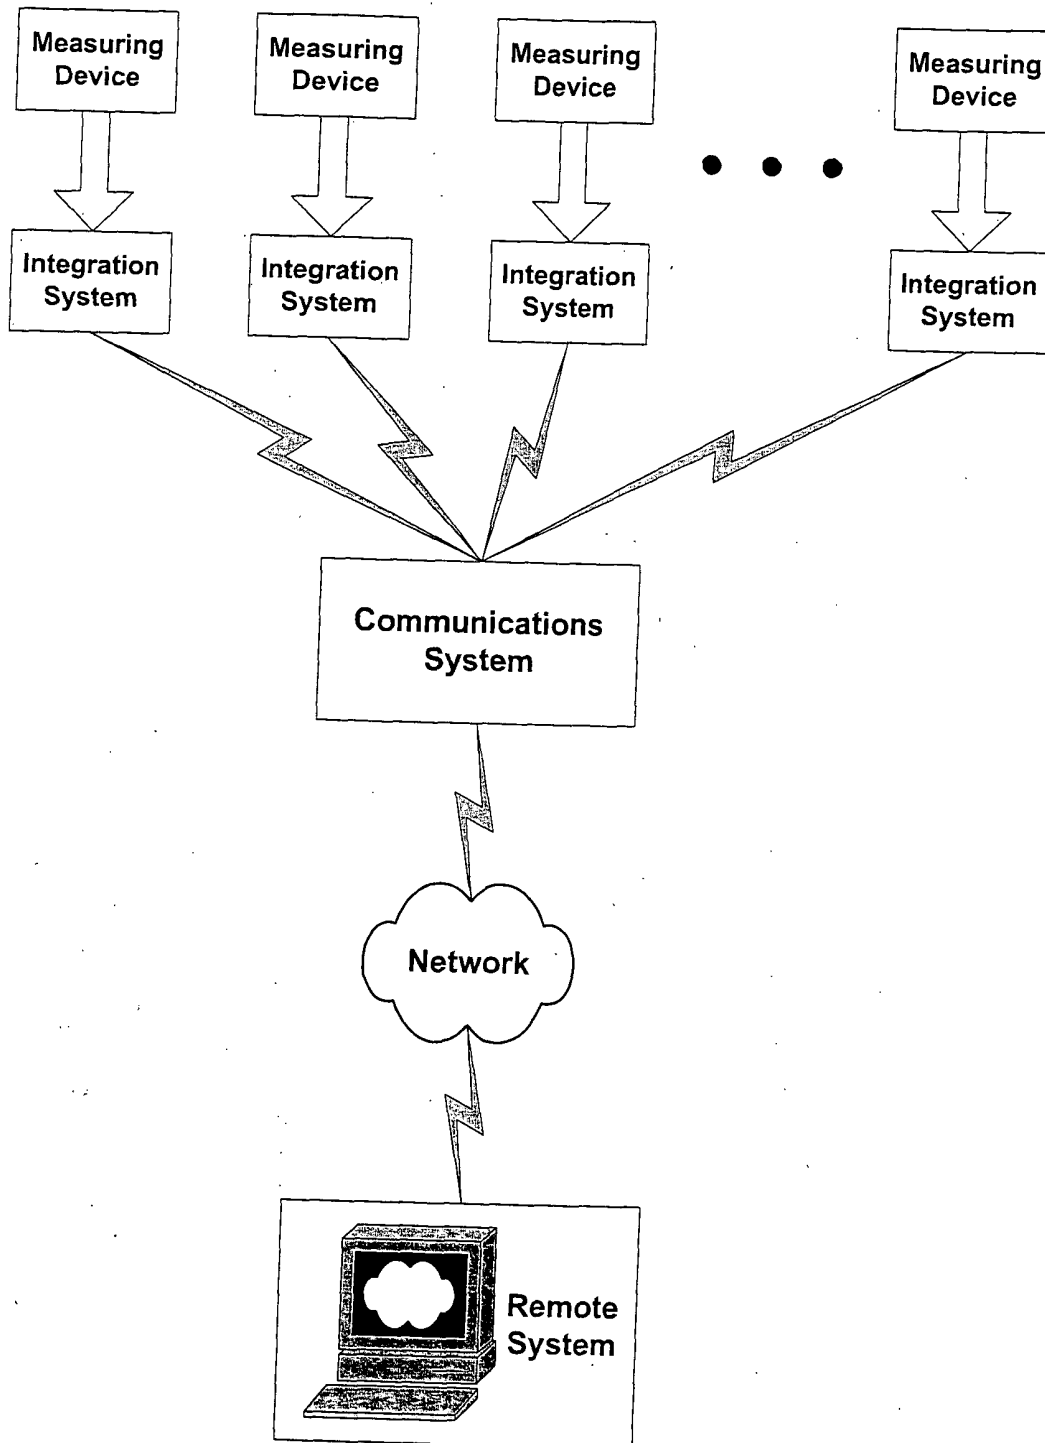 Measuring
Device
Measuring
Device
Measuring
Device
Measuring
Device
Integration
System
Integration
System
Integration
System
Integration
System
Communications
System
Network
Remote
System